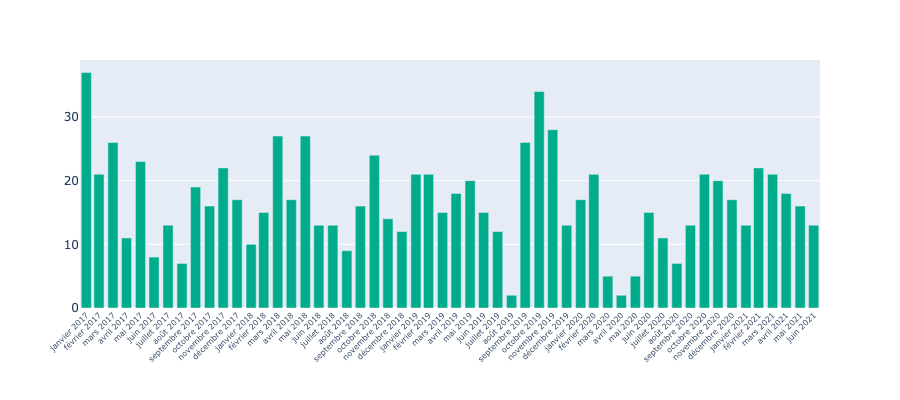 30
20
10
0
janvier 2017
février 2017
mars 2017
avril 2017
mai 2017
juin 2017
juillet 2017
août 2017
septembre 2017
octobre 2017
novembre 2017
décembre 2017
janvier 2018
février 2018
mars 2018
avril 2018
mai 2018
juin 2018
juillet 2018
août 2018
septembre 2018
octobre 2018
novembre 2018
décembre 2018
janvier 2019
février 2019
mars 2019
avril 2019
mai 2019
juin 2019
juillet 2019
août 2019
septembre 2019
octobre 2019
novembre 2019
décembre 2019
janvier 2020
février 2020
mars 2020
avril 2020
mai 2020
juin 2020
juillet 2020
août 2020
septembre 2020
octobre 2020
novembre 2020
décembre 2020
janvier 2021
février 2021
mars 2021
avril 2021
mai 2021
juin 2021